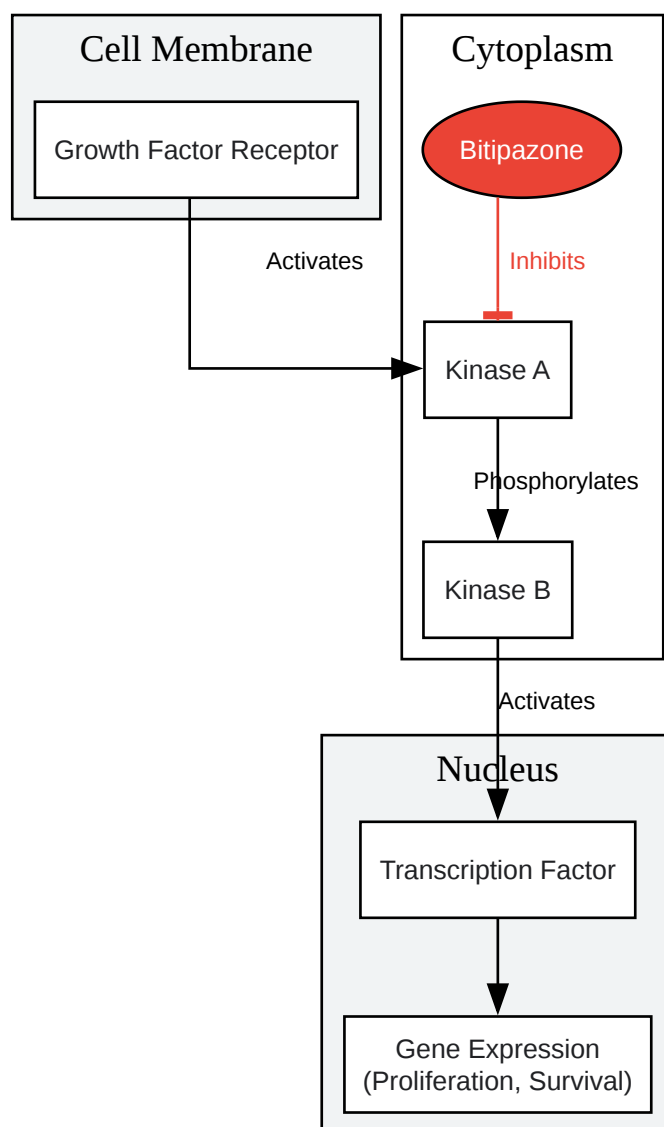 Cell Membrane
Growth Factor Receptor
Cytoplasm
Bitipazone
Activates
Inhibits
Kinase A
Phosphorylates
Kinase B
Activates
Nucleus
Transcription Factor
Gene Expression
(Proliferation, Survival)